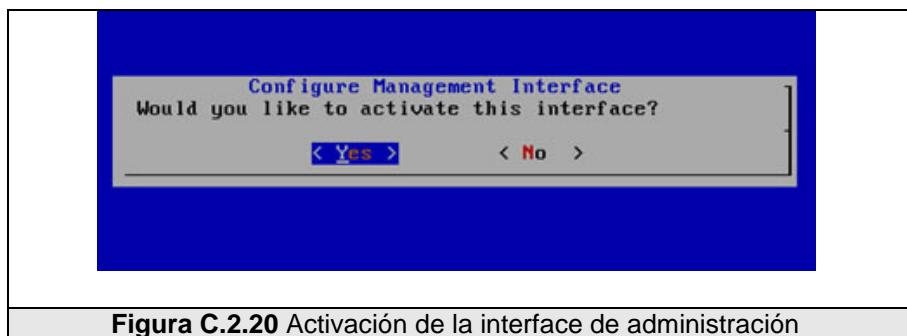 Configure Management Interface
Would you like to activate this interface?
< Yes > < No >
Figura C.2.20 Activación de la interface de administración